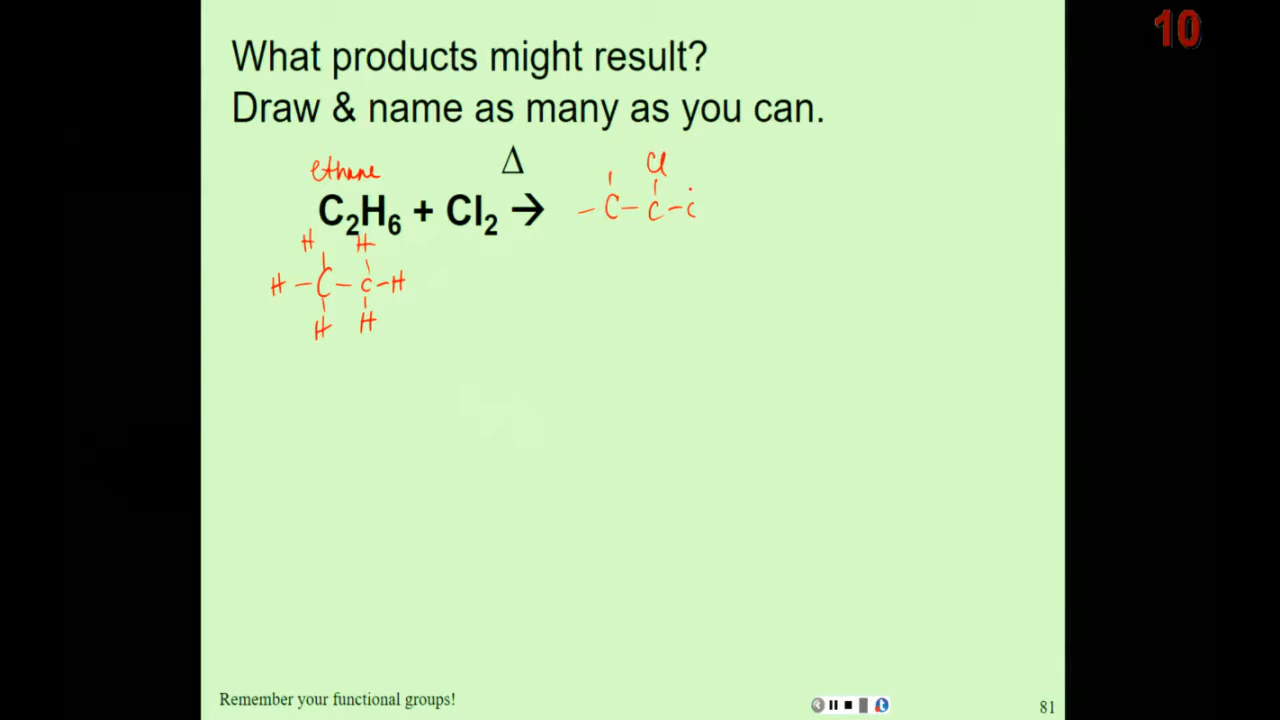 10
What products might result?
Draw & name as many as you can.
ethane
Δ
Cl
C₂H₆ + Cl₂ →
- C - C - C
H H
H - C - C - H
H H
Remember your functional groups!
81